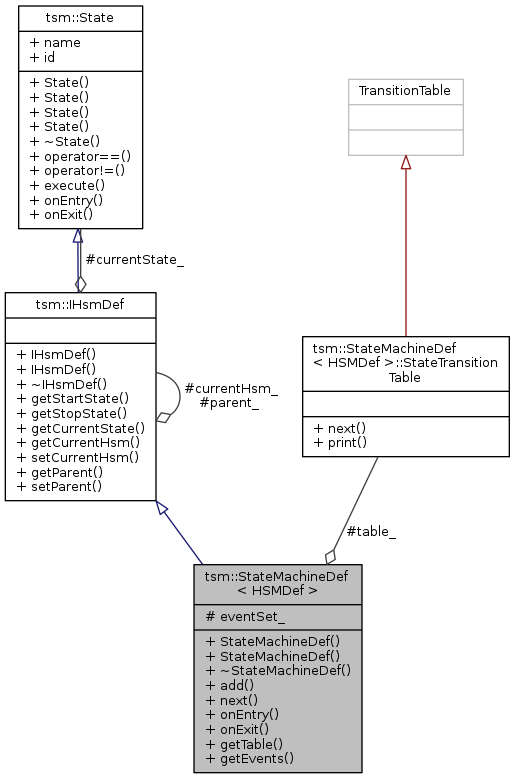 tsm::State
+ name
+ id
+ State()
+ State()
+ State()
+ State()
+ ~State()
+ operator==()
+ operator!=()
+ execute()
+ onEntry()
+ onExit()
TransitionTable
#currentState_
tsm::IHsmDef
+ IHsmDef()
+ IHsmDef()
+ ~IHsmDef()
+ getStartState()
+ getStopState()
+ getCurrentState()
+ getCurrentHsm()
+ setCurrentHsm()
+ getParent()
+ setParent()
#currentHsm_
#parent_
tsm::StateMachineDef
< HSMDef >::StateTransition
Table
+ next()
+ print()
#table_
tsm::StateMachineDef
< HSMDef >
# eventSet_
+ StateMachineDef()
+ StateMachineDef()
+ ~StateMachineDef()
+ add()
+ next()
+ onEntry()
+ onExit()
+ getTable()
+ getEvents()